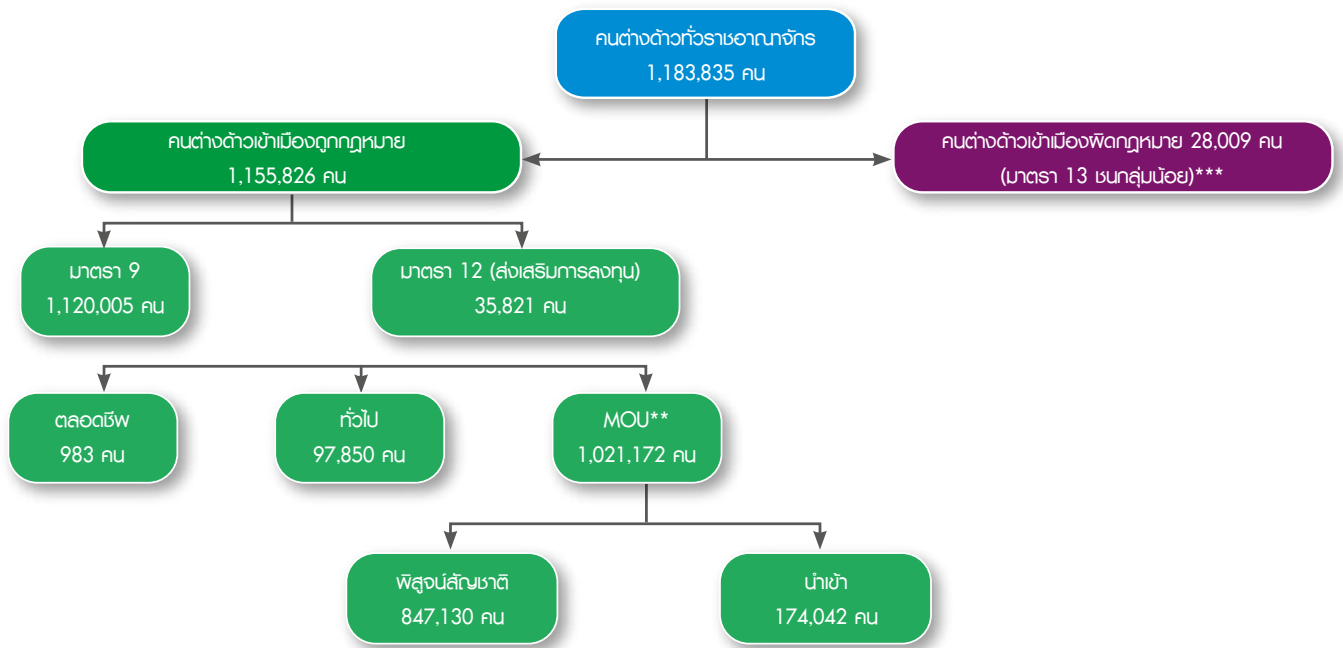 คนต่างด้าวทั่วราชอาณาจักร
1,183,835 คน
คนต่างด้าวเข้าเมืองถูกกฎหมาย
1,155,826 คน
คนต่างด้าวเข้าเมืองผิดกฎหมาย 28,009 คน
(มาตรา 13 ชนกลุ่มน้อย)***
มาตรา 9
1,120,005 คน
มาตรา 12 (ส่งเสริมการลงทุน)
35,821 คน
ตลอดชีพ
983 คน
ทั่วไป
97,850 คน
MOU**
1,021,172 คน
พิสูจน์สัญชาติ
847,130 คน
นำเข้า
174,042 คน